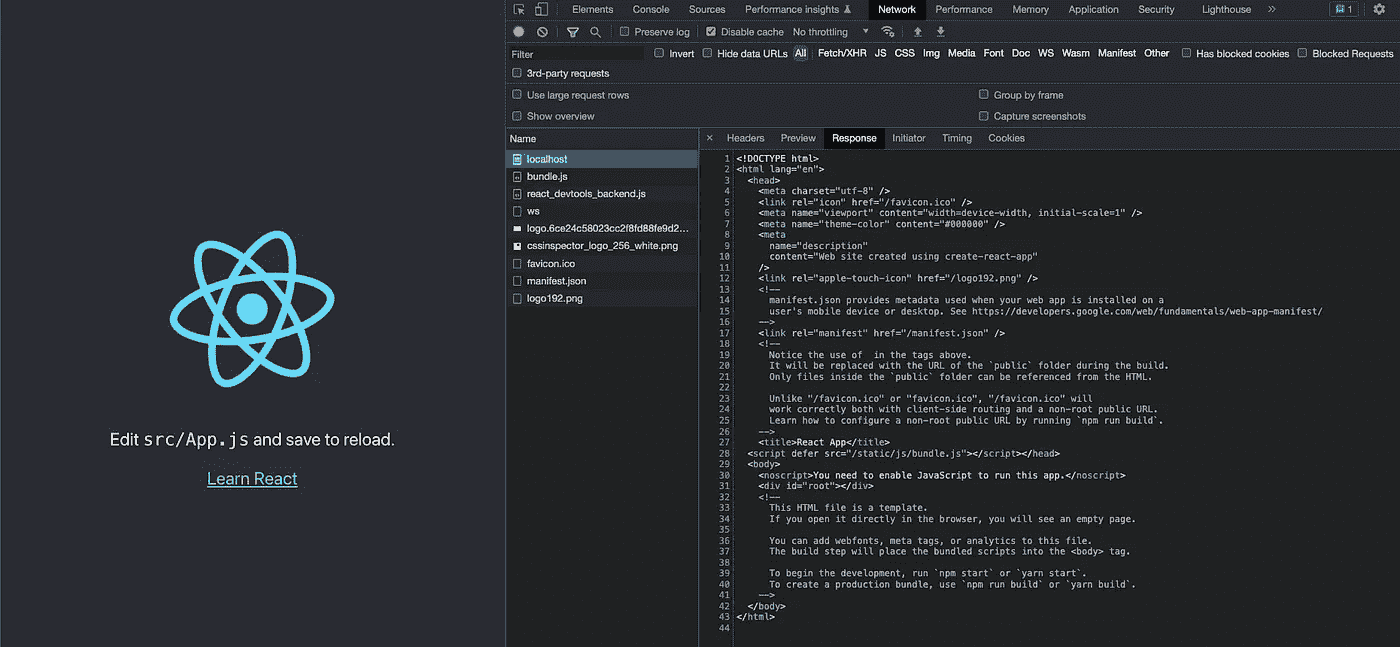 Edit src/App.js and save to reload.
Learn React
Elements Console Sources Performance insights Network Performance Memory Application Security Lighthouse » 1
Preserve log Disable cache No throttling
Filter Invert Hide data URLs All Fetch/XHR JS CSS Img Media Font Doc WS Wasm Manifest Other Has blocked cookies Blocked Requests
3rd-party requests
Use large request rows Group by frame
Show overview Capture screenshots
Name
localhost
bundle.js
react_devtools_backend.js
ws
logo.6ce24c58023cc2f8fd88fe9d2...
cssinspector_logo_256_white.png
favicon.ico
manifest.json
logo192.png
× Headers Preview Response Initiator Timing Cookies
1 <!DOCTYPE html>
2 <html lang="en">
3 <head>
4 <meta charset="utf-8" />
5 <link rel="icon" href="/favicon.ico" />
6 <meta name="viewport" content="width=device-width, initial-scale=1" />
7 <meta name="theme-color" content="#000000" />
8 <meta
9 name="description"
10 content="Web site created using create-react-app"
11 />
12 <link rel="apple-touch-icon" href="/logo192.png" />
13 <!--
14 manifest.json provides metadata used when your web app is installed on a
15 user's mobile device or desktop. See https://developers.google.com/web/fundamentals/web-app-manifest/
16 -->
17 <link rel="manifest" href="/manifest.json" />
18 <!--
19 Notice the use of  in the tags above.
20 It will be replaced with the URL of the `public` folder during the build.
21 Only files inside the `public` folder can be referenced from the HTML.
22
23 Unlike "/favicon.ico" or "favicon.ico", "/favicon.ico" will
24 work correctly both with client-side routing and a non-root public URL.
25 Learn how to configure a non-root public URL by running `npm run build`.
26 -->
27 <title>React App</title>
28 <script defer src="/static/js/bundle.js"></script></head>
29 <body>
30 <noscript>You need to enable JavaScript to run this app.</noscript>
31 <div id="root"></div>
32 <!--
33 This HTML file is a template.
34 If you open it directly in the browser, you will see an empty page.
35
36 You can add webfonts, meta tags, or analytics to this file.
37 The build step will place the bundled scripts into the <body> tag.
38
39 To begin the development, run `npm start` or `yarn start`.
40 To create a production bundle, use `npm run build` or `yarn build`.
41 -->
42 </body>
43 </html>
44